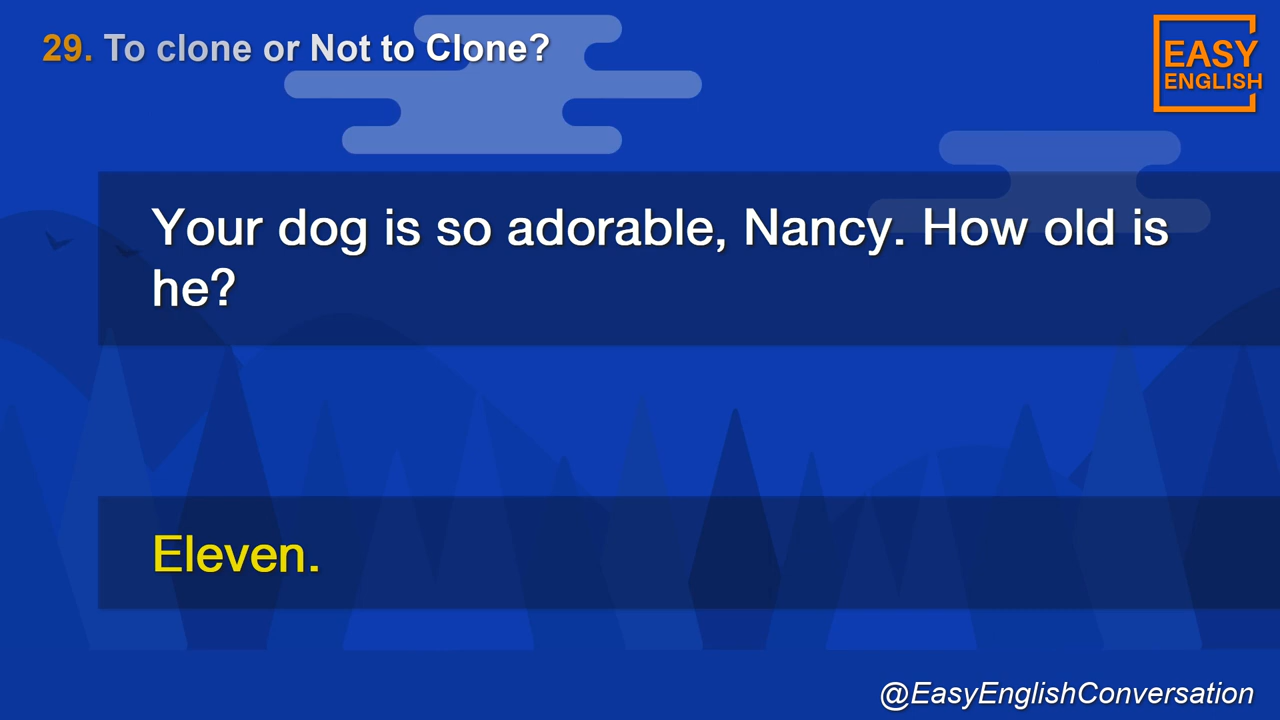 29. To clone or Not to Clone?
EASY
ENGLISH
Your dog is so adorable, Nancy. How old is
he?
Eleven.
@EasyEnglishConversation